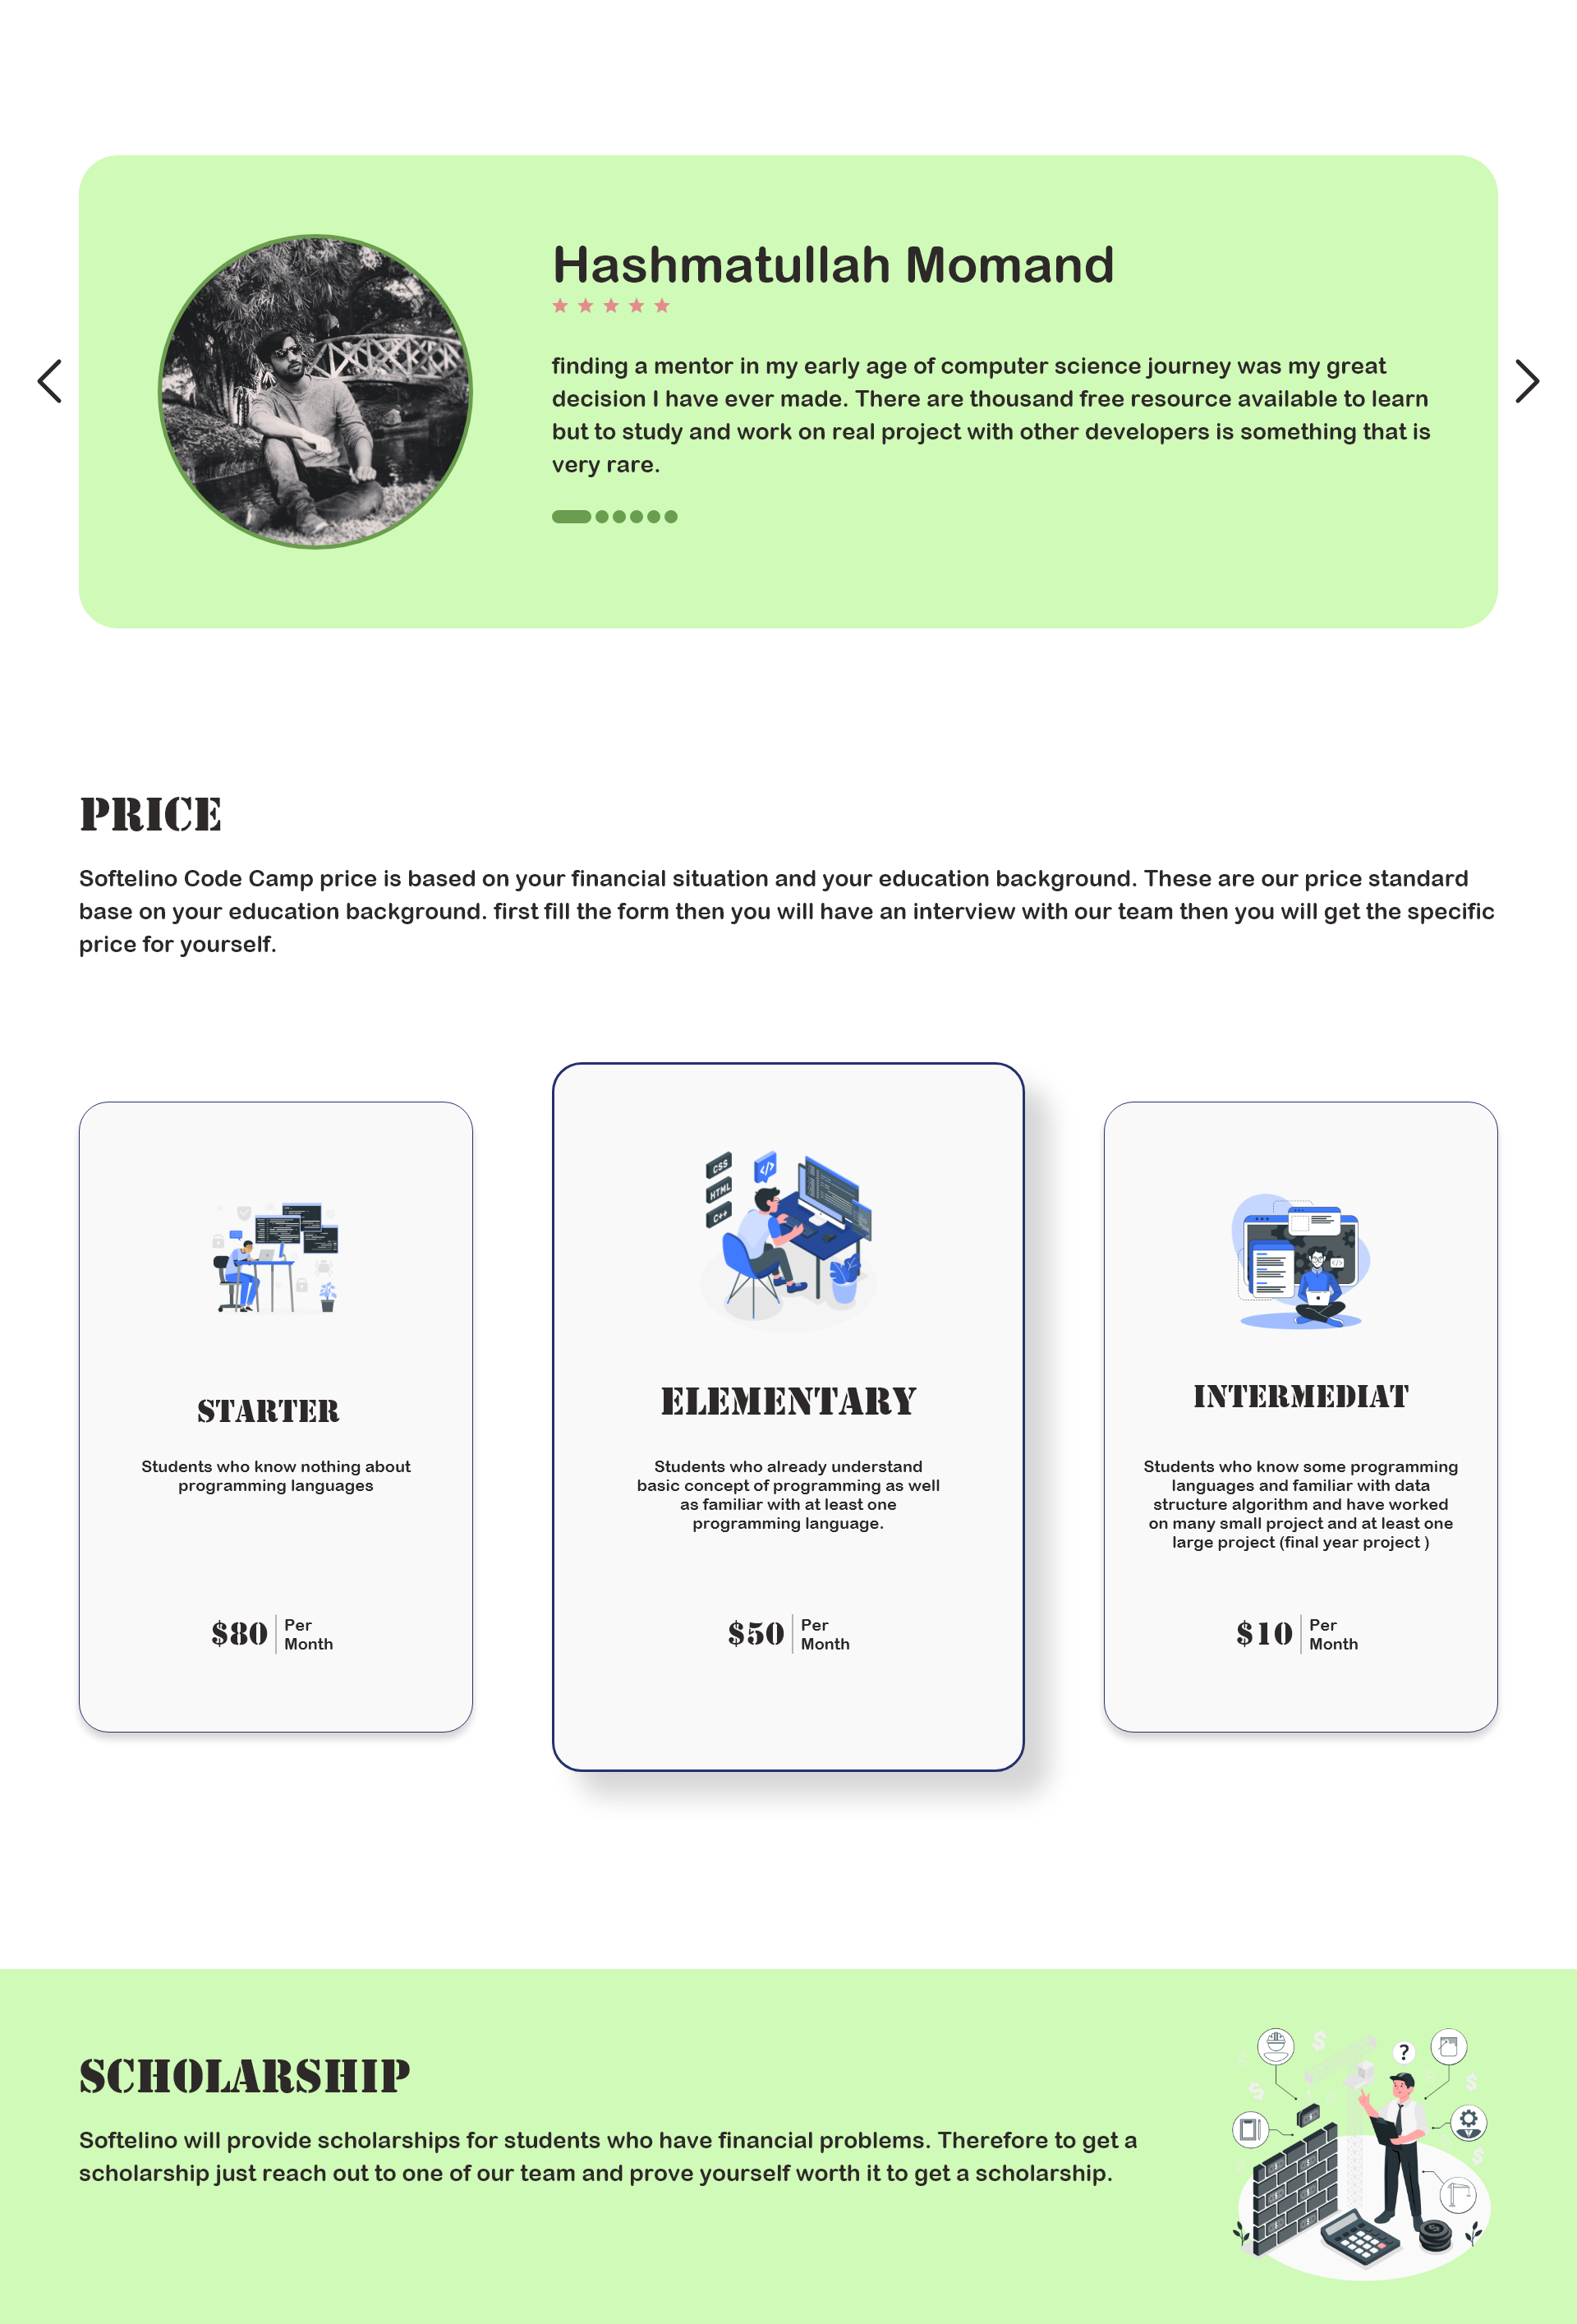 Hashmatullah Momand
finding a mentor in my early age of computer science journey was my great
decision I have ever made. There are thousand free resource available to learn
but to study and work on real project with other developers is something that is
very rare.
PRICE
Softelino Code Camp price is based on your financial situation and your education background. These are our price standard
base on your education background. first fill the form then you will have an interview with our team then you will get the specific
price for yourself.
STARTER
Students who know nothing about
programming languages
$80
Per
Month
CSS
</>
HTML
C++
ELEMENTARY
Students who already understand
basic concept of programming as well
as familiar with at least one
programming language.
$50
Per
Month
</>
INTERMEDIAT
Students who know some programming
languages and familiar with data
structure algorithm and have worked
on many small project and at least one
large project (final year project )
$10
Per
Month
SCHOLARSHIP
Softelino will provide scholarships for students who have financial problems. Therefore to get a
scholarship just reach out to one of our team and prove yourself worth it to get a scholarship.
?